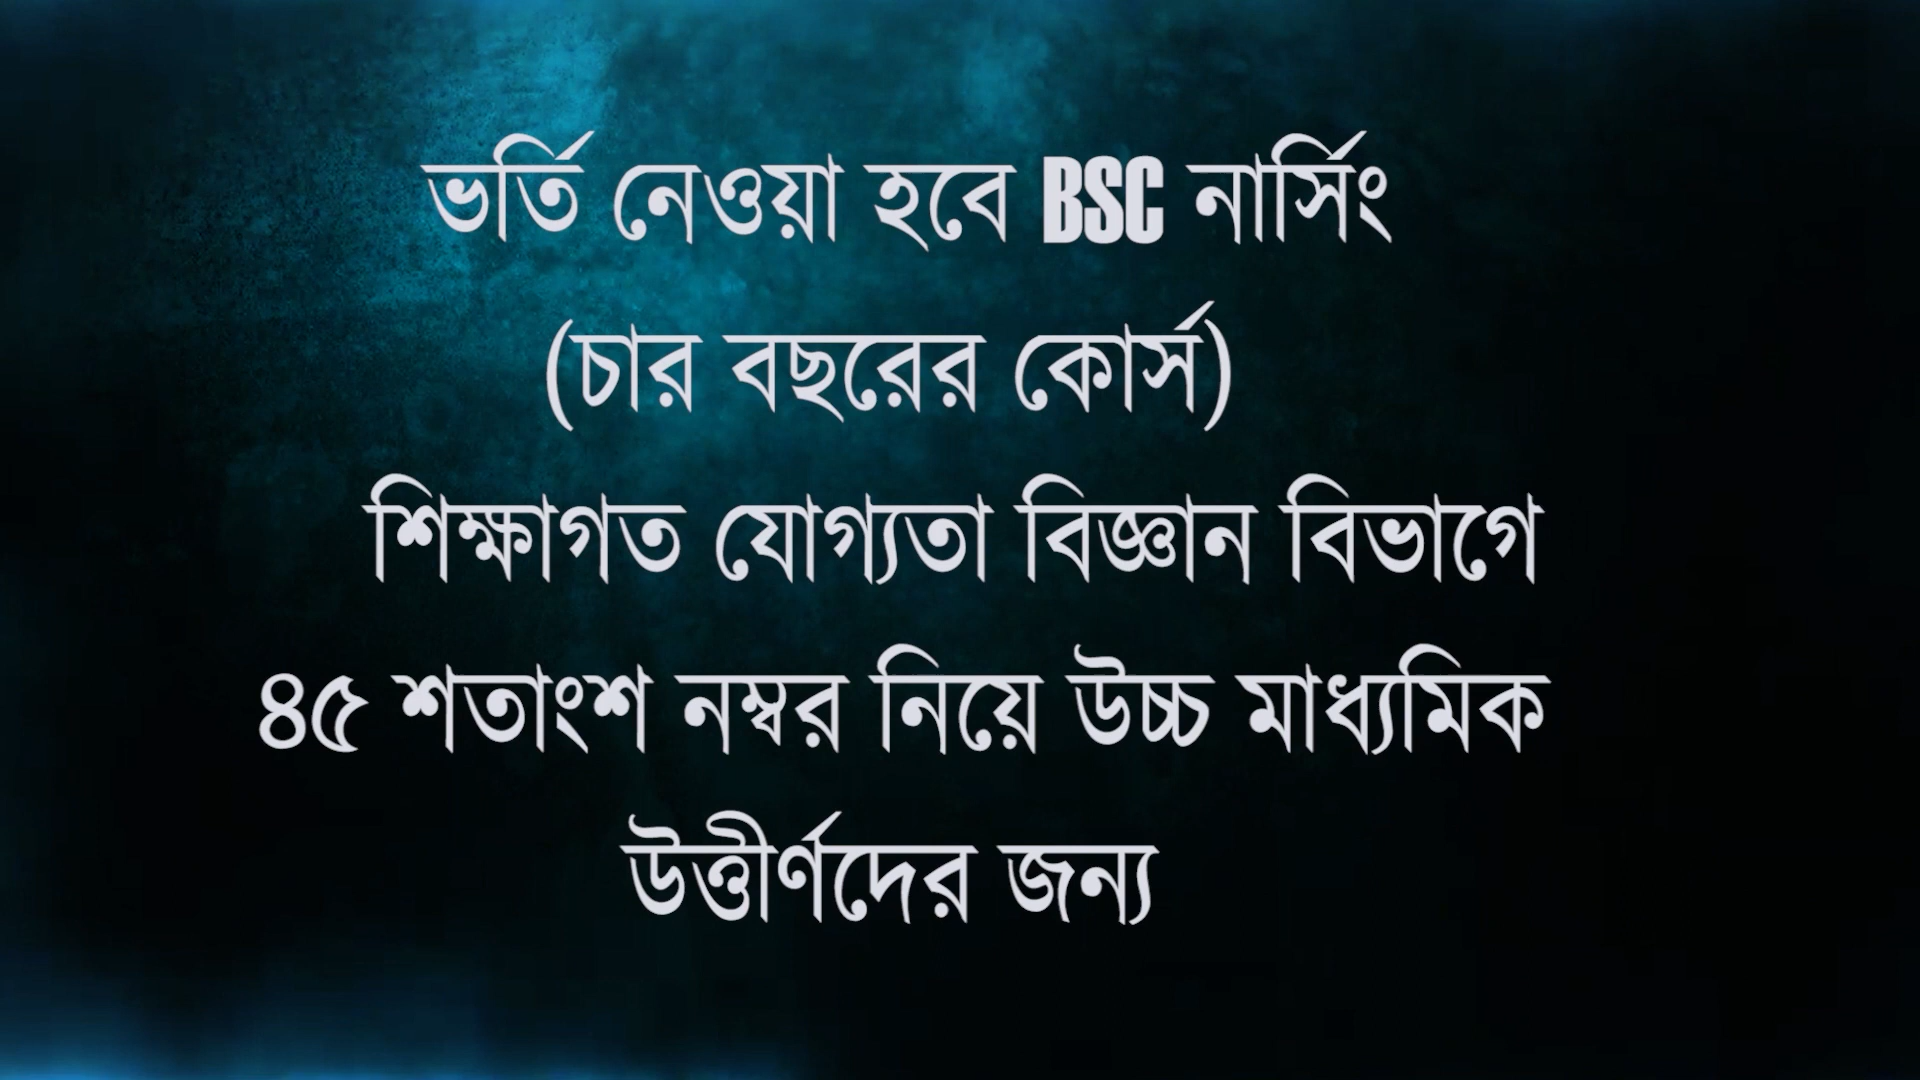 ভর্তি নেওয়া হবে BSC নার্সিং
(চার বছরের কোর্স)
শিক্ষাগত যোগ্যতা বিজ্ঞান বিভাগে
৪৫ শতাংশ নম্বর নিয়ে উচ্চ মাধ্যমিক
উত্তীর্ণদের জন্য